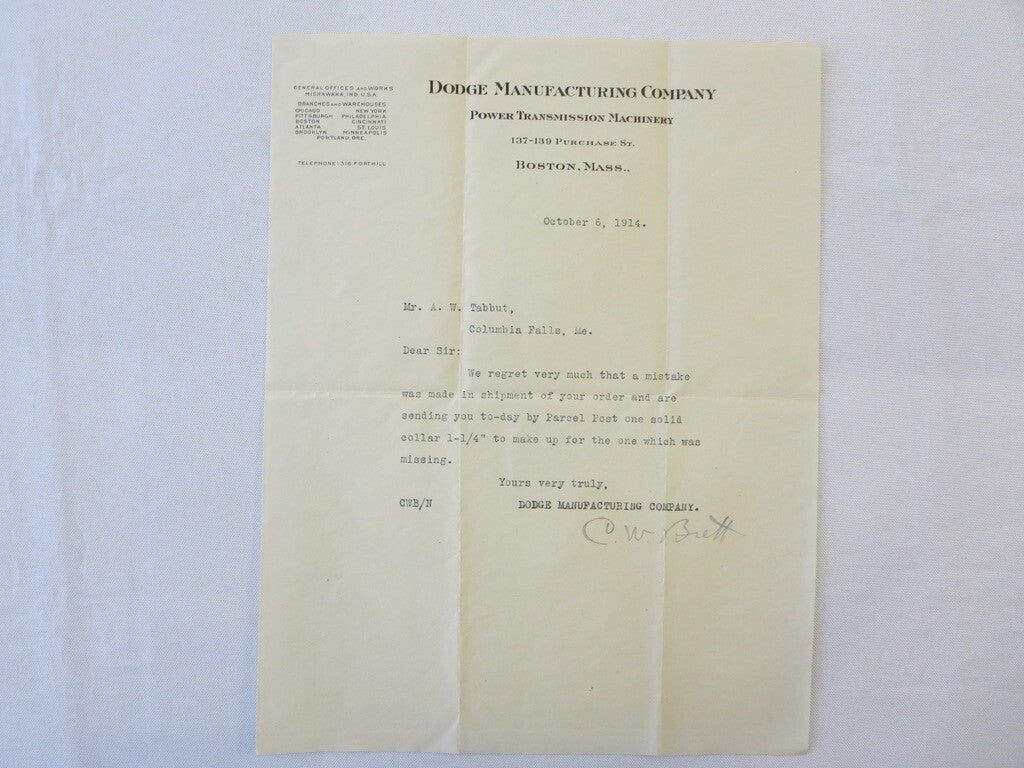 GENERAL OFFICES AND WORKS
MISHAWAKA, IND. U.S.A.
BRANCHES AND WAREHOUSES
CHICAGO NEW YORK
PITTSBURGH PHILADELPHIA
BOSTON CINCINNATI
ATLANTA ST LOUIS
BROOKLYN MINNEAPOLIS
PORTLAND, ORE.
TELEPHONE: 316 FORTHILL
DODGE MANUFACTURING COMPANY
POWER TRANSMISSION MACHINERY
137-139 PURCHASE ST.
BOSTON, MASS.,
October 6, 1914.
Mr. A. W. Tabbut,
Columbia Falls, Me.
Dear Sir:
We regret very much that a mistake
was made in shipment of your order and are
sending you to-day by Parcel Post one solid
collar 1-1/4" to make up for the one which was
missing.
Yours very truly,
CWB/N DODGE MANUFACTURING COMPANY.
C. W. Brett